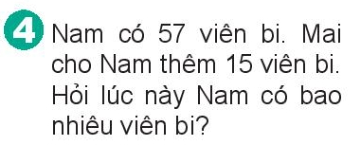 4 Nam có 57 viên bi. Mai
cho Nam thêm 15 viên bi.
Hỏi lúc này Nam có bao
nhiêu viên bi?